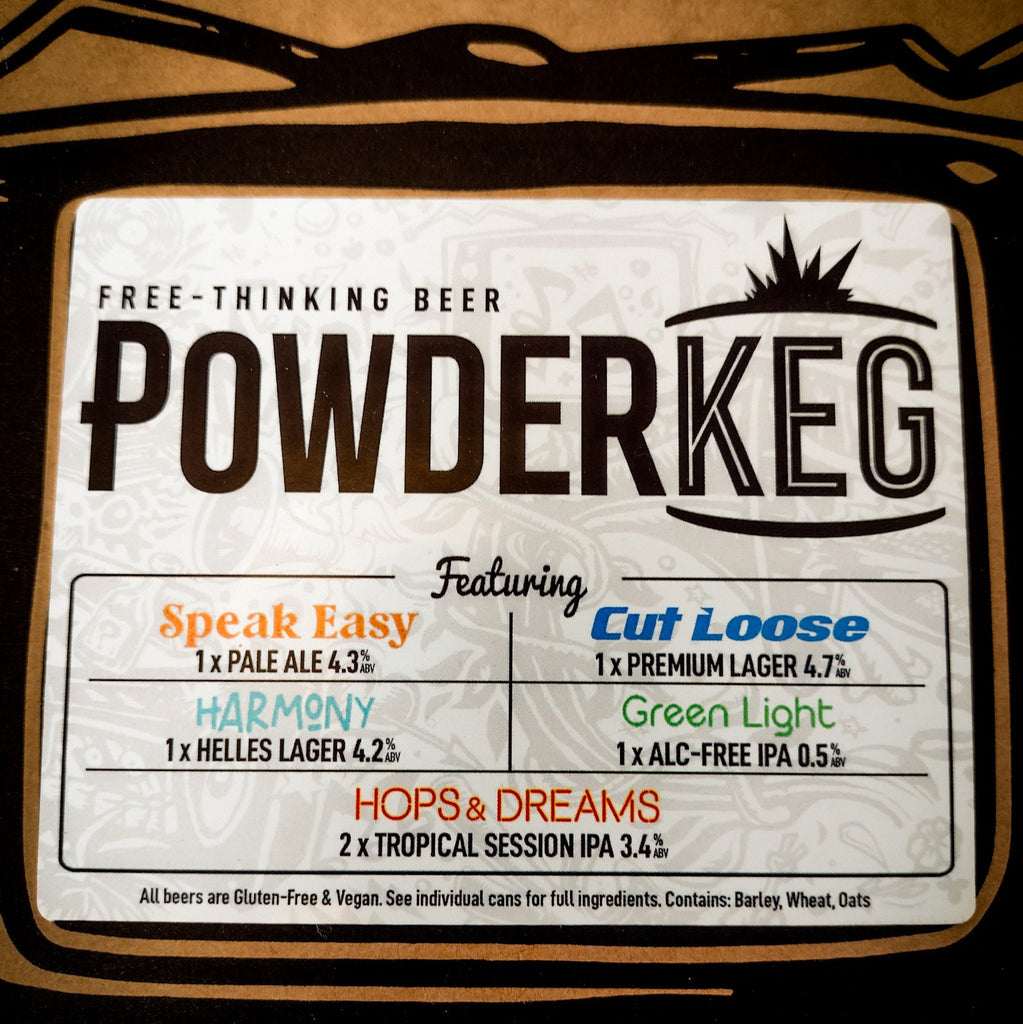 FREE-THINKING BEER
POWDERKEG
Featuring
Speak Easy
1 x PALE ALE 4.3% ABV
Cut Loose
1 x PREMIUM LAGER 4.7% ABV
HARMONY
1 x HELLES LAGER 4.2% ABV
Green Light
1 x ALC-FREE IPA 0.5% ABV
HOPS & DREAMS
2 x TROPICAL SESSION IPA 3.4% ABV
All beers are Gluten-Free & Vegan. See individual cans for full ingredients. Contains: Barley, Wheat, Oats